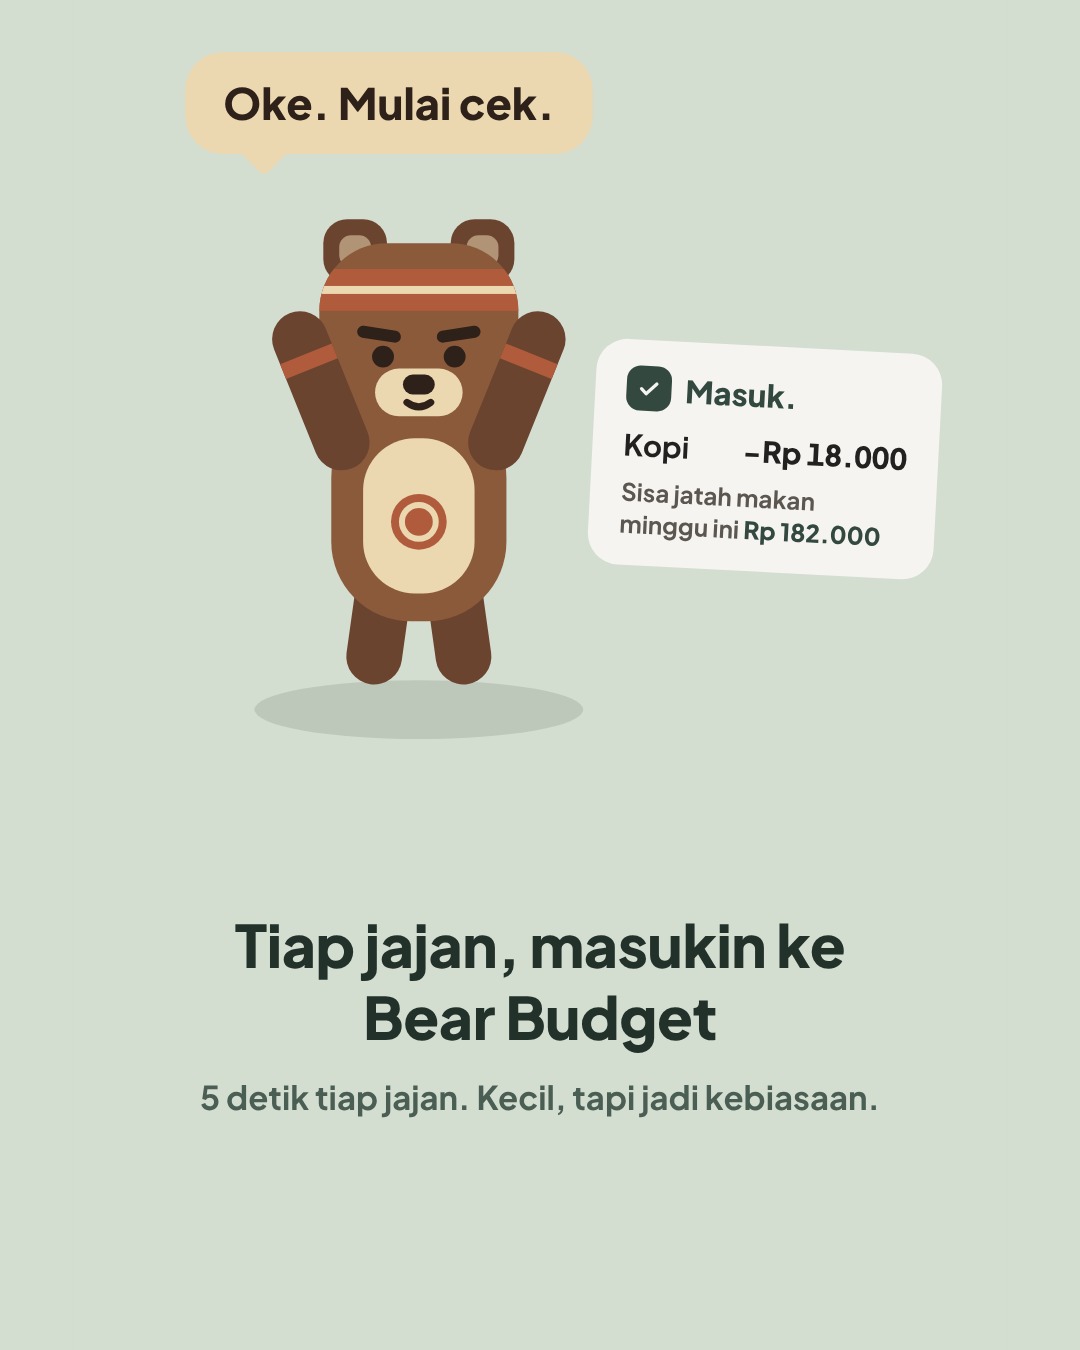 Oke. Mulai cek.
Masuk.
Kopi –Rp 18.000
Sisa jatah makan
minggu ini Rp 182.000
Tiap jajan, masukin ke
Bear Budget
5 detik tiap jajan. Kecil, tapi jadi kebiasaan.